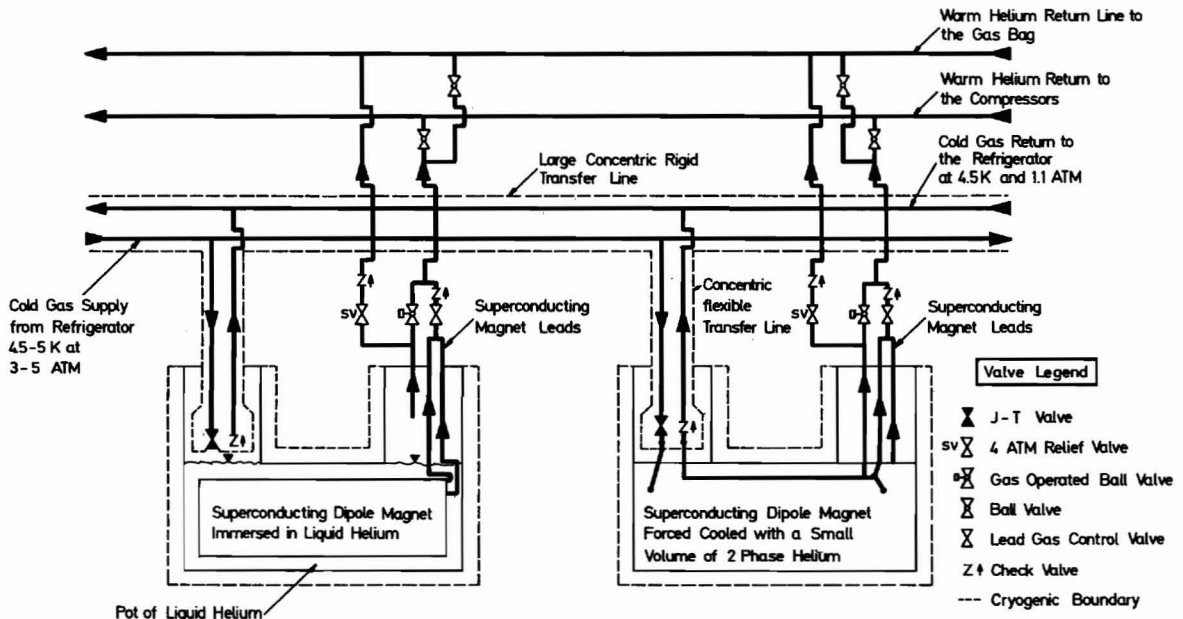 Warm Helium Return Line to
the Gas Bag
Warm Helium Return to
the Compressors
Cold Gas Return to
the Refrigerator
at 4.5K and 1.1 ATM
Large Concentric Rigid
Transfer Line
Cold Gas Supply
from Refrigerator
4.5-5 K at
3-5 ATM
SV
Superconducting
Magnet Leads
Concentric
flexible
Transfer Line
SV
Superconducting
Magnet Leads
Superconducting Dipole Magnet
Immersed in Liquid Helium
Pot of Liquid Helium
Superconducting Dipole Magnet
Forced Cooled with a Small
Volume of 2 Phase Helium
Valve Legend
J-T Valve
SV 4 ATM Relief Valve
Gas Operated Ball Valve
Ball Valve
Lead Gas Control Valve
Check Valve
--- Cryogenic Boundary